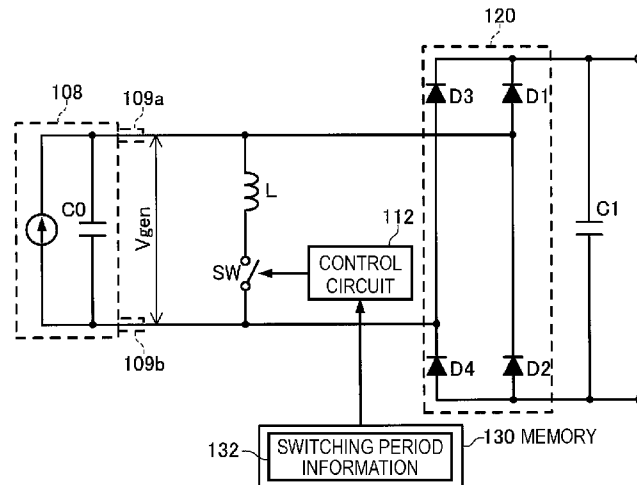 120
108
109a
D3
D1
C0
Vgen
L
112
C1
SW
CONTROL
CIRCUIT
109b
D4
D2
132
SWITCHING PERIOD
INFORMATION
130 MEMORY